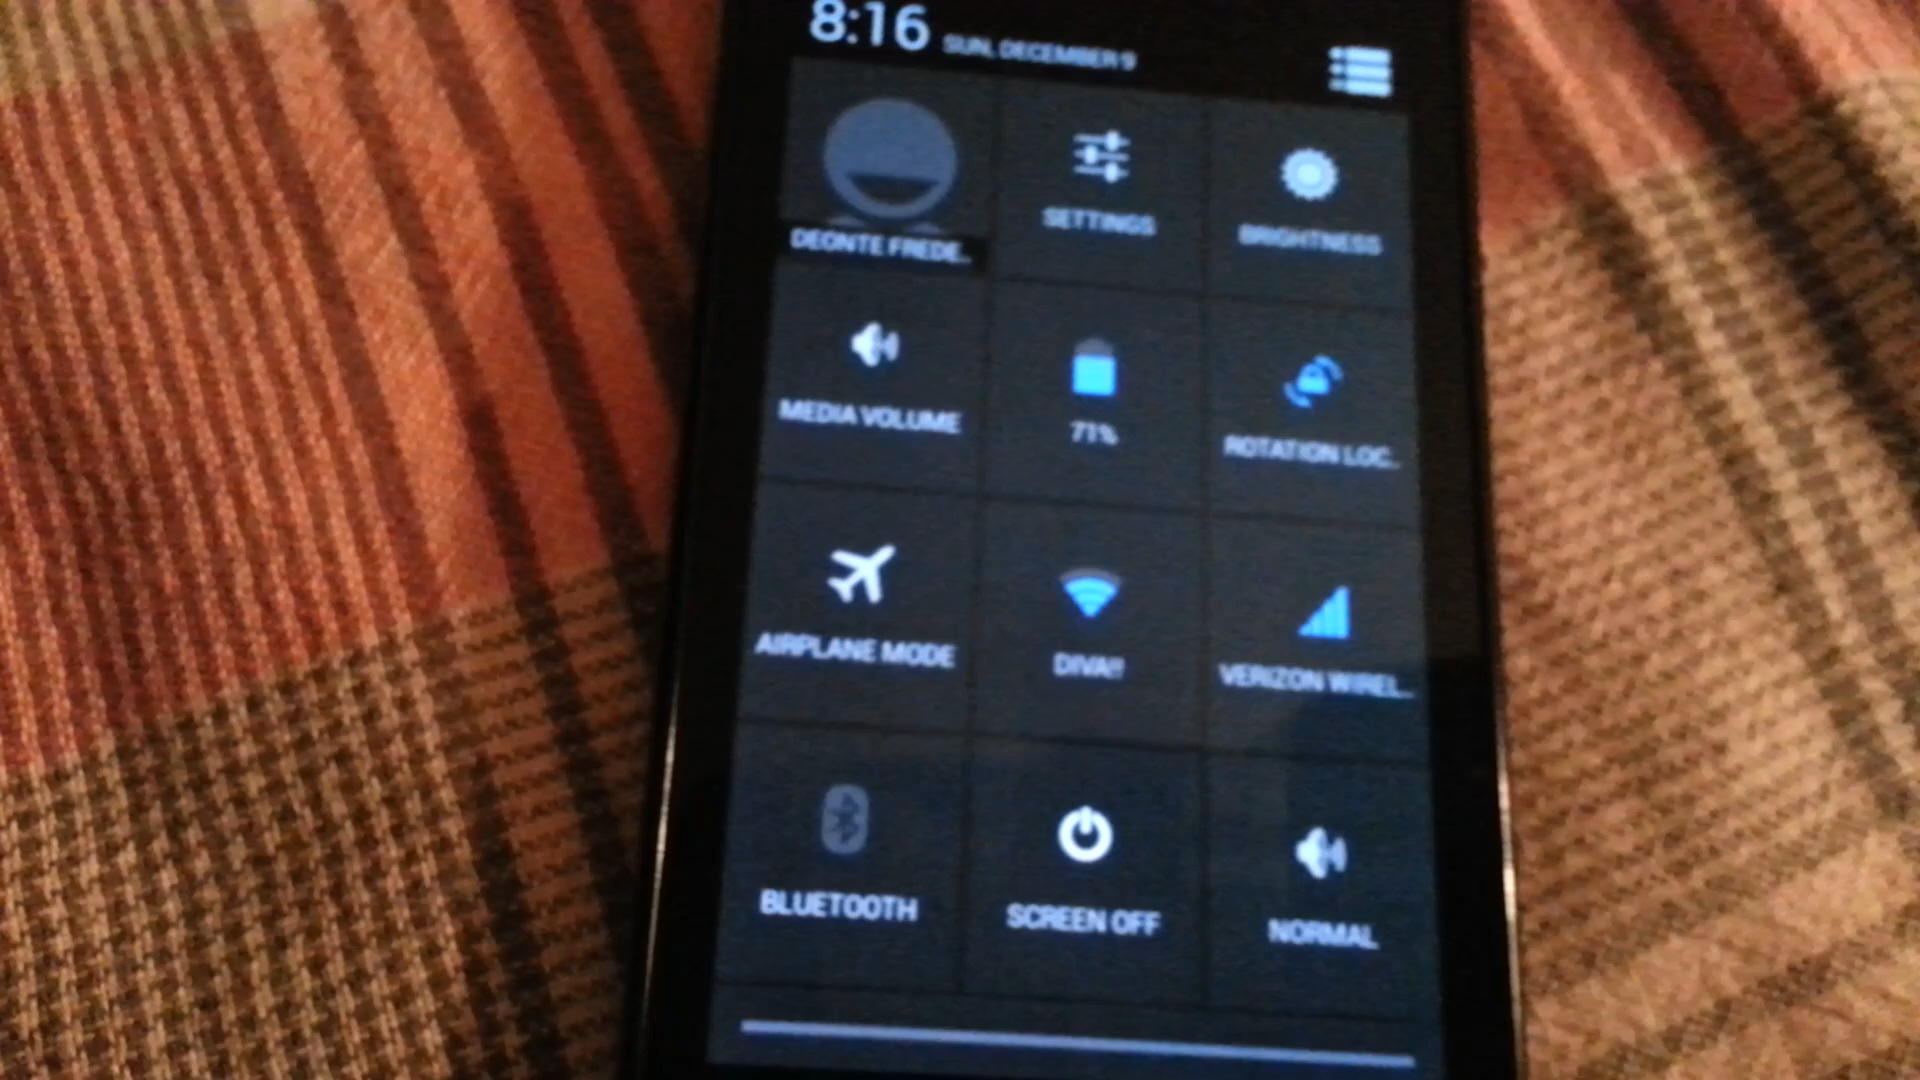 8:16 SUN, DECEMBER 9
DEONTE FREDE..
SETTINGS
BRIGHTNESS
MEDIA VOLUME
71%
ROTATION LOC..
AIRPLANE MODE
DIVA!!
VERIZON WIREL..
BLUETOOTH
SCREEN OFF
NORMAL